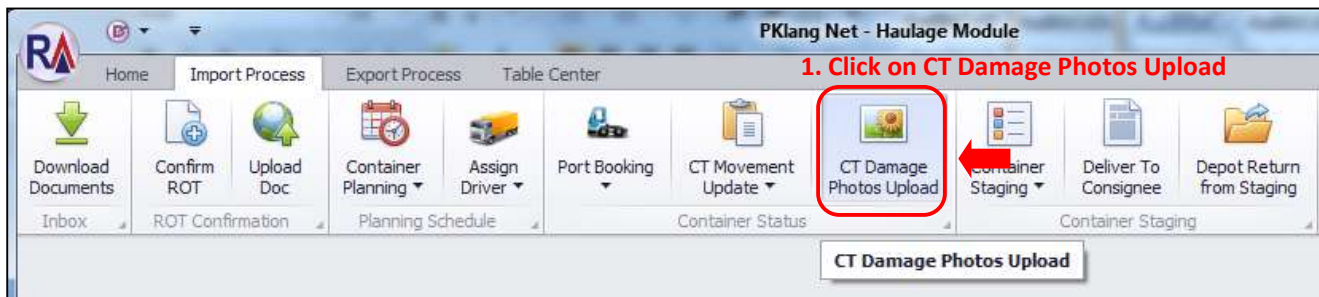 RA
PKlang Net - Haulage Module
Home Import Process Export Process Table Center
1. Click on CT Damage Photos Upload
Download Documents
Confirm ROT
Upload Doc
Container Planning
Assign Driver
Port Booking
CT Movement Update
CT Damage Photos Upload
Container Staging
Deliver To Consignee
Depot Return from Staging
Inbox
ROT Confirmation
Planning Schedule
Container Status
Container Staging
CT Damage Photos Upload